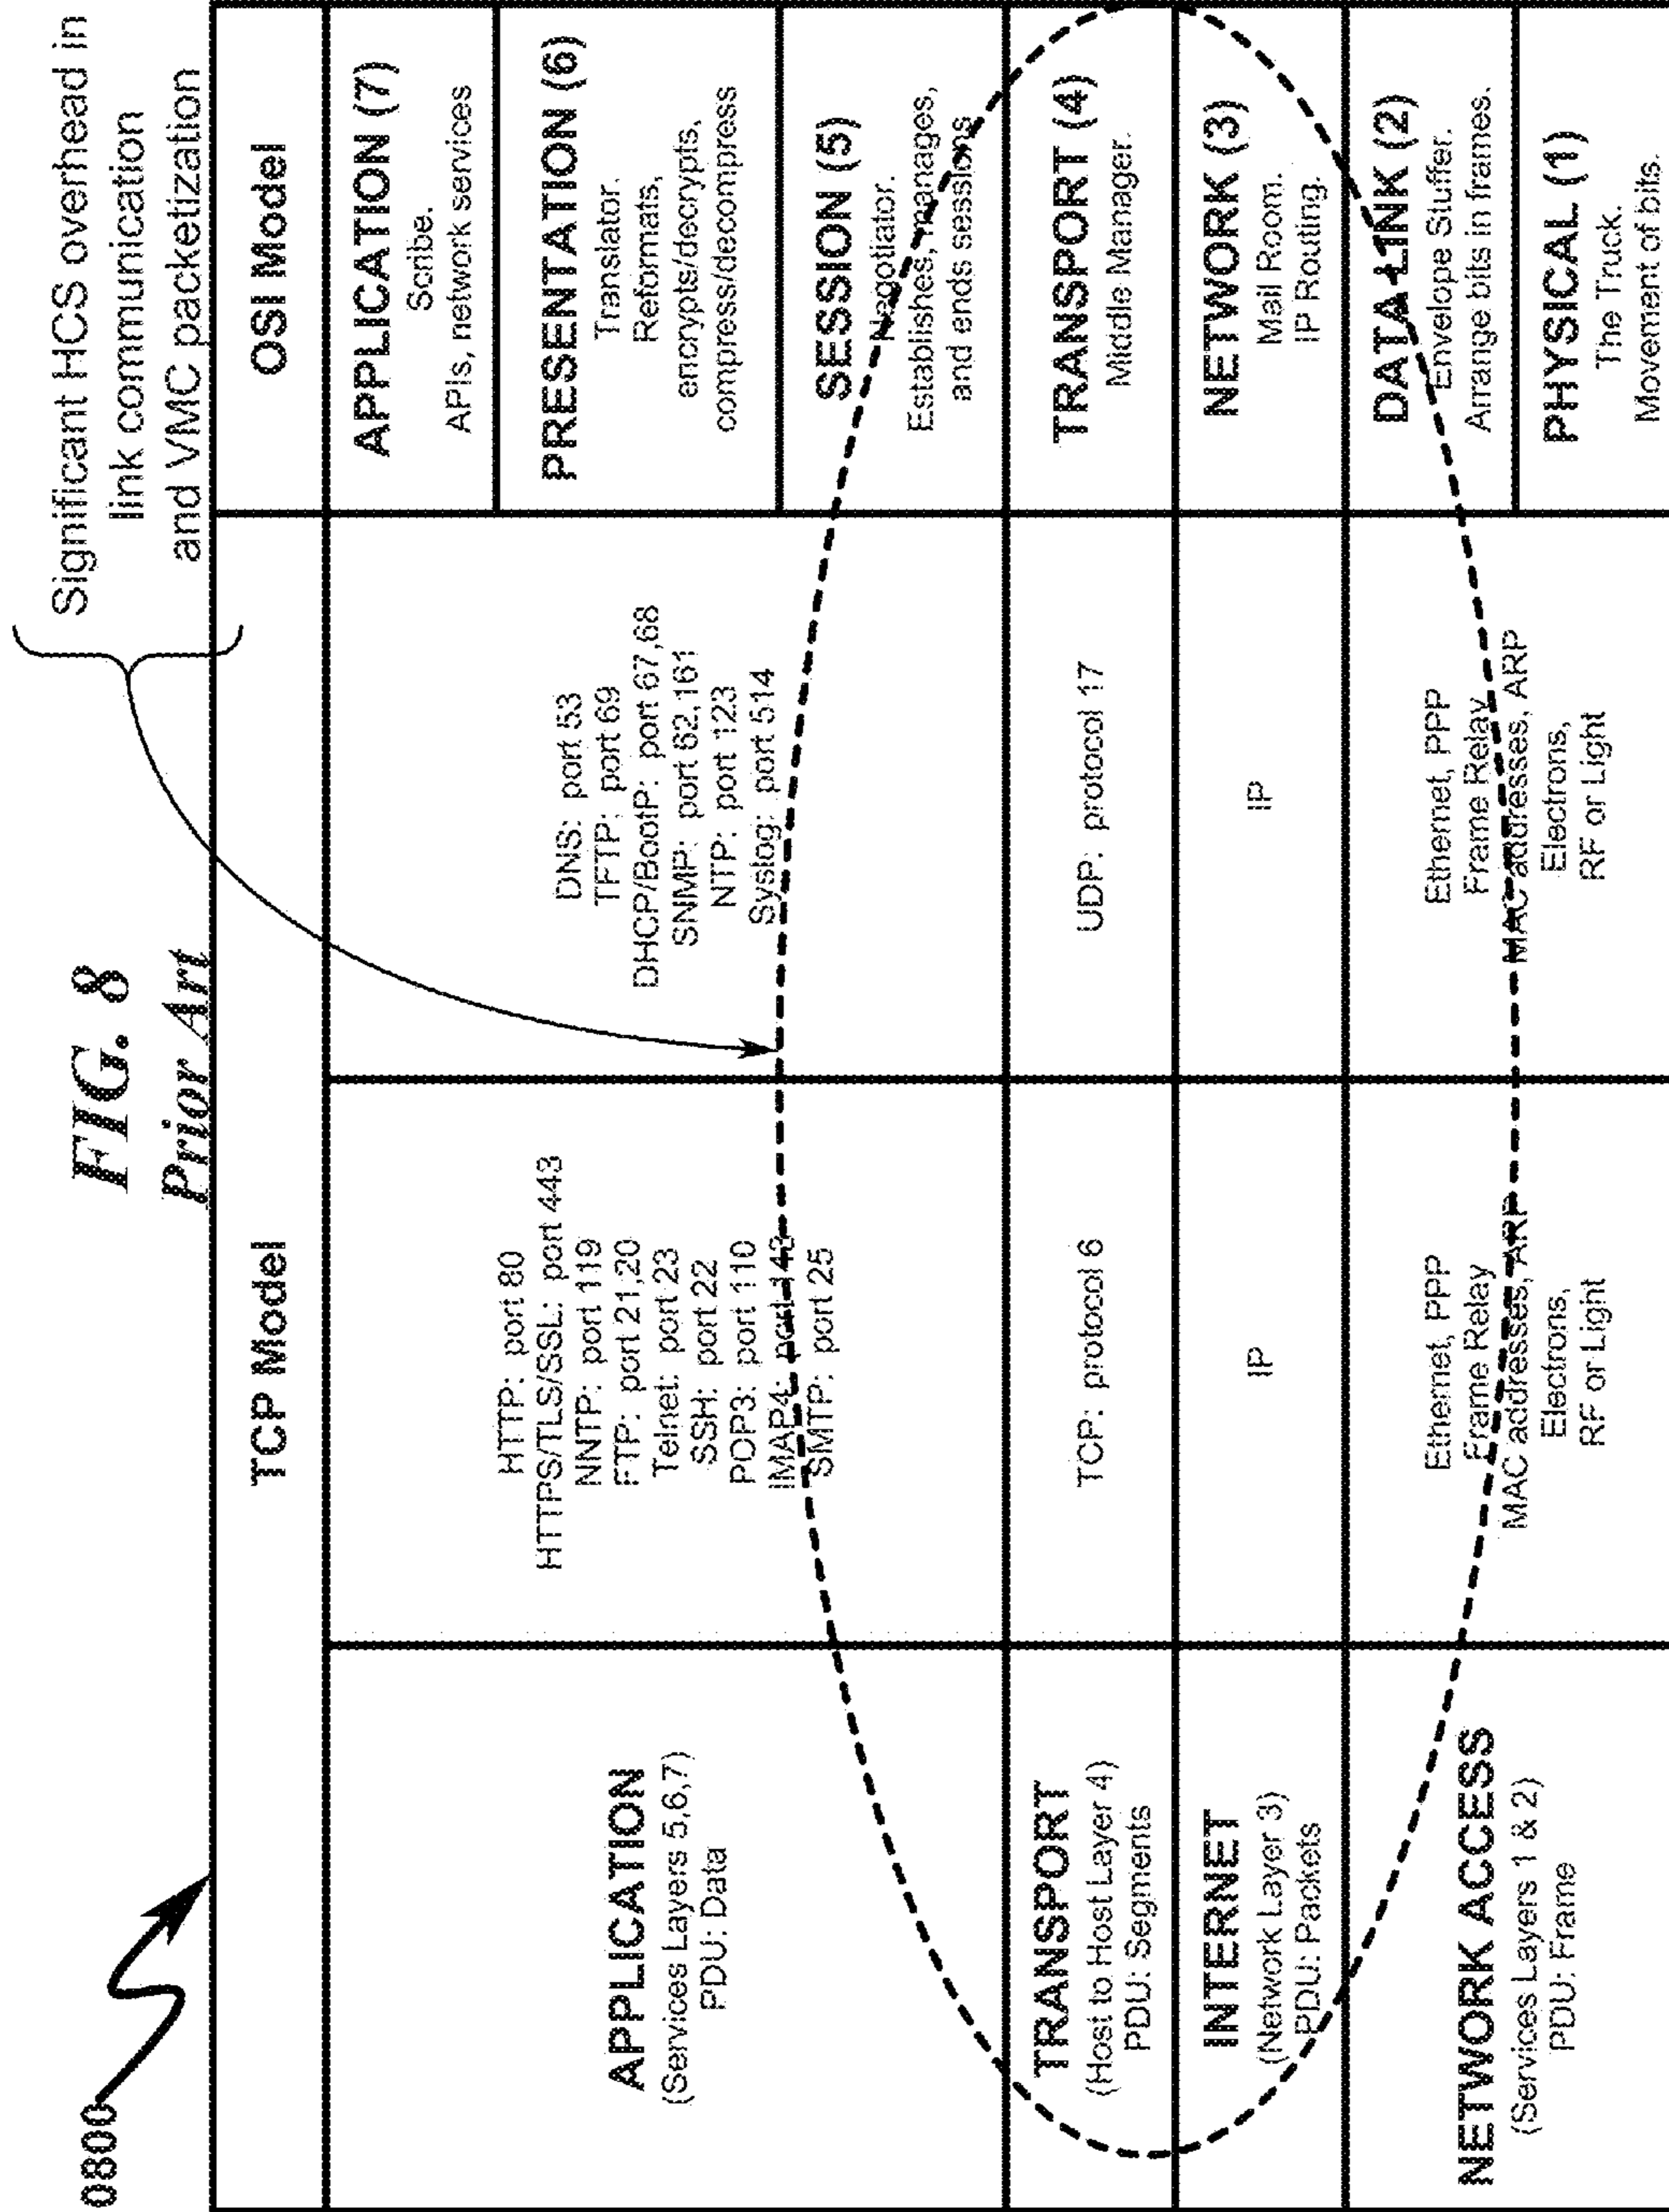 FIG. 8
Prior Art
0800
Significant HCS overhead in
link communication
and VMC packetization
TCP Model
OSI Model
APPLICATION
(Services Layers 5,6,7)
PDU: Data
HTTP: port 80
HTTPS/TLS/SSL: port 443
NNTP: port 119
FTP: port 21,20
Telnet: port 23
SSH: port 22
POP3: port 110
IMAP4: port 143
SMTP: port 25
DNS: port 53
TFTP: port 69
DHCP/BootP: port 67,68
SNMP: port 62,161
NTP: port 123
Syslog: port 514
APPLICATION (7)
Scribe.
APIs, network services
PRESENTATION (6)
Translator.
Reformats,
encrypts/decrypts,
compress/decompress
SESSION (5)
Negotiator.
Establishes, manages,
and ends sessions
TRANSPORT
(Host to Host Layer 4)
PDU: Segments
TCP: protocol 6
UDP: protocol 17
TRANSPORT (4)
Middle Manager.
INTERNET
(Network Layer 3)
PDU: Packets
IP
IP
NETWORK (3)
Mail Room.
IP Routing.
NETWORK ACCESS
(Services Layers 1 & 2)
PDU: Frame
Ethernet, PPP
Frame Relay
MAC addresses, ARP
Electrons,
RF or Light
Ethernet, PPP
Frame Relay
MAC addresses, ARP
Electrons,
RF or Light
DATA LINK (2)
Envelope Stuffer.
Arrange bits in frames.
PHYSICAL (1)
The Truck.
Movement of bits.